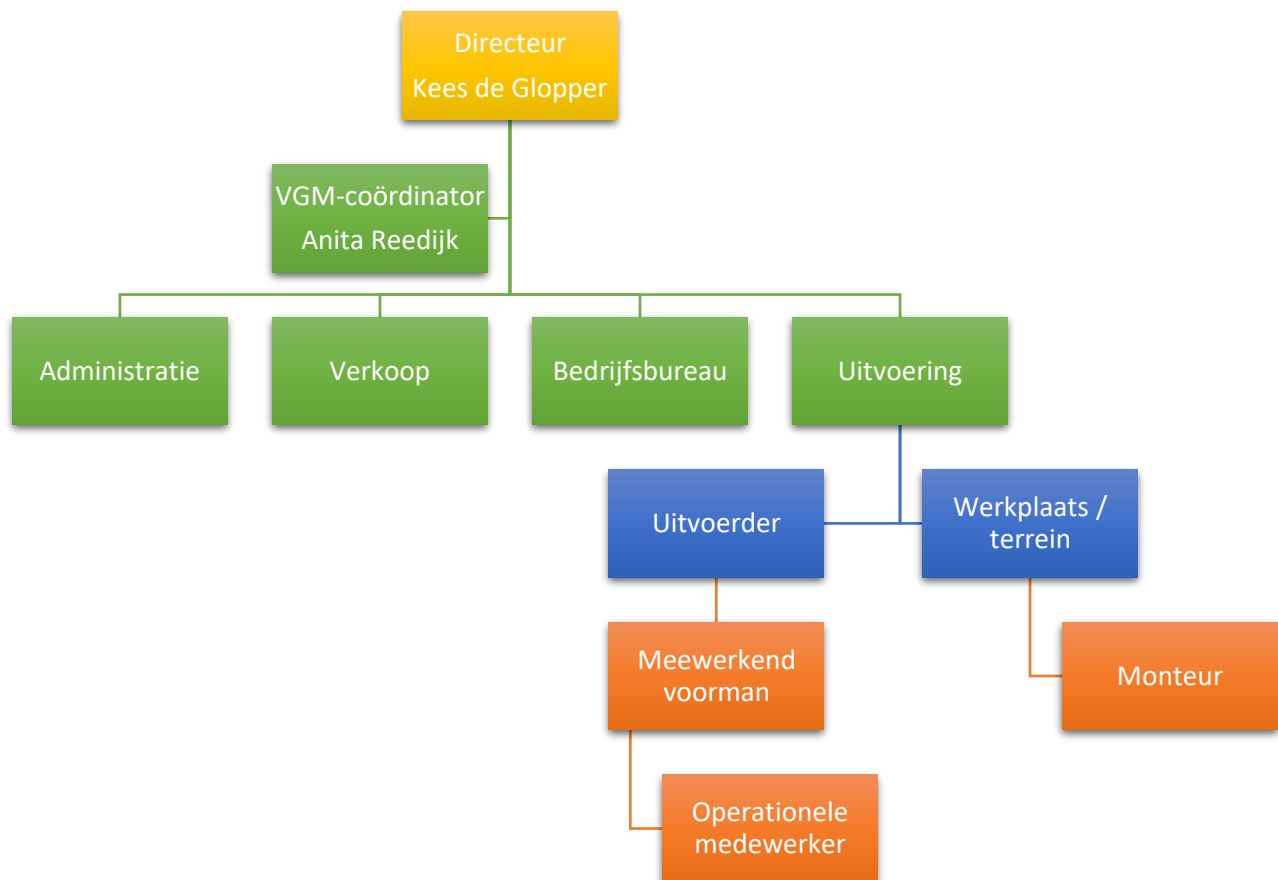 Directeur
Kees de Glopper
VGM-coördinator
Anita Reedijk
Administratie
Verkoop
Bedrijfsbureau
Uitvoering
Uitvoerder
Werkplaats /
terrein
Meewerkend
voorman
Monteur
Operationele
medewerker